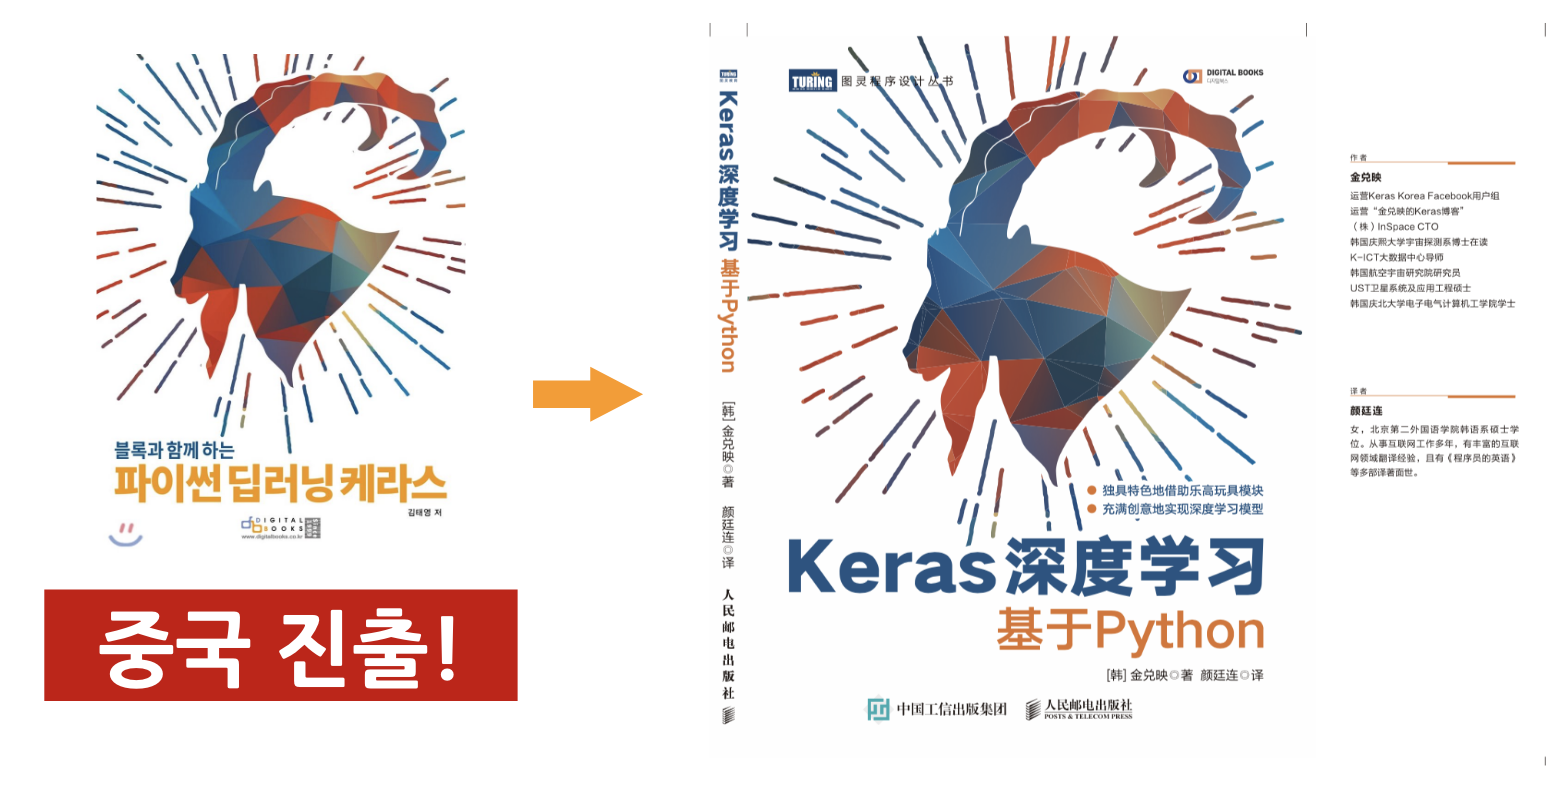 블록과 함께 하는
파이썬 딥러닝 케라스
김태영 저
DIGITAL
BOOKS
www.digitalbooks.co.kr
중국 진출!
TURING
Keras深度学习
基于Python
[韩]金兑映◎著
颜廷连◎译
人民邮电出版社
TURING
图灵程序设计丛书
DIGITAL BOOKS
디지털북스
独具特色地借助乐高玩具模块
充满创意地实现深度学习模型
Keras深度学习
基于Python
[韩] 金兑映◎著 颜廷连◎译
中国工信出版集团
人民邮电出版社
POSTS & TELECOM PRESS
作者
金兑映
运营Keras Korea Facebook用户组
运营“金兑映的Keras博客”
（株）InSpace CTO
韩国庆熙大学宇宙探测系博士在读
K-ICT大数据中心导师
韩国航空宇宙研究院研究员
UST卫星系统及应用工程硕士
韩国庆北大学电子电气计算机工学院学士
译者
颜廷连
女，北京第二外国语学院韩语系硕士学
位。从事互联网工作多年，有丰富的互联
网领域翻译经验，且有《程序员的英语》
等多部译著面世。